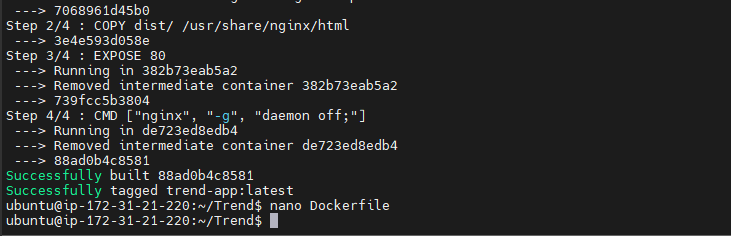 ---> 7068961d45b0
Step 2/4 : COPY dist/ /usr/share/nginx/html
---> 3e4e593d058e
Step 3/4 : EXPOSE 80
---> Running in 382b73eab5a2
---> Removed intermediate container 382b73eab5a2
---> 739fcc5b3804
Step 4/4 : CMD ["nginx", "-g", "daemon off;"]
---> Running in de723ed8edb4
---> Removed intermediate container de723ed8edb4
---> 88ad0b4c8581
Successfully built 88ad0b4c8581
Successfully tagged trend-app:latest
ubuntu@ip-172-31-21-220:~/Trend$ nano Dockerfile
ubuntu@ip-172-31-21-220:~/Trend$